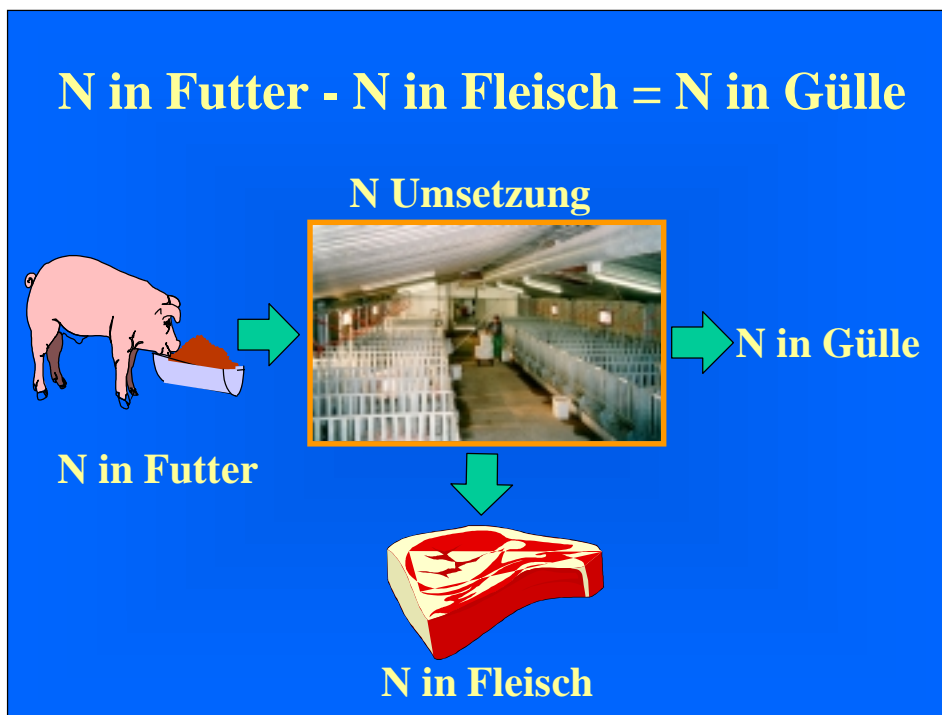 N in Futter - N in Fleisch = N in Gülle
N Umsetzung
N in Gülle
N in Futter
N in Fleisch